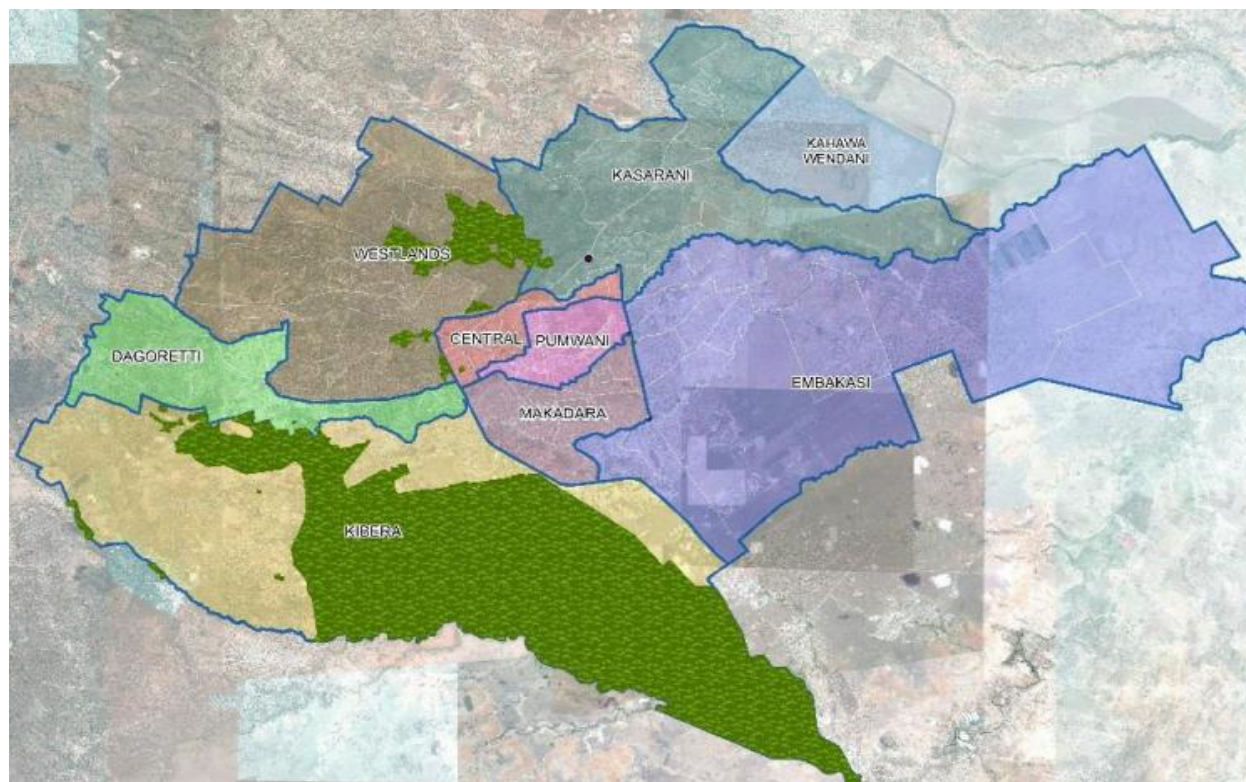 KAHAWA
WENDANI
KASARANI
WESTLANDS
CENTRAL
PUMWANI
DAGORETTI
EMBAKASI
MAKADARA
KIBERA